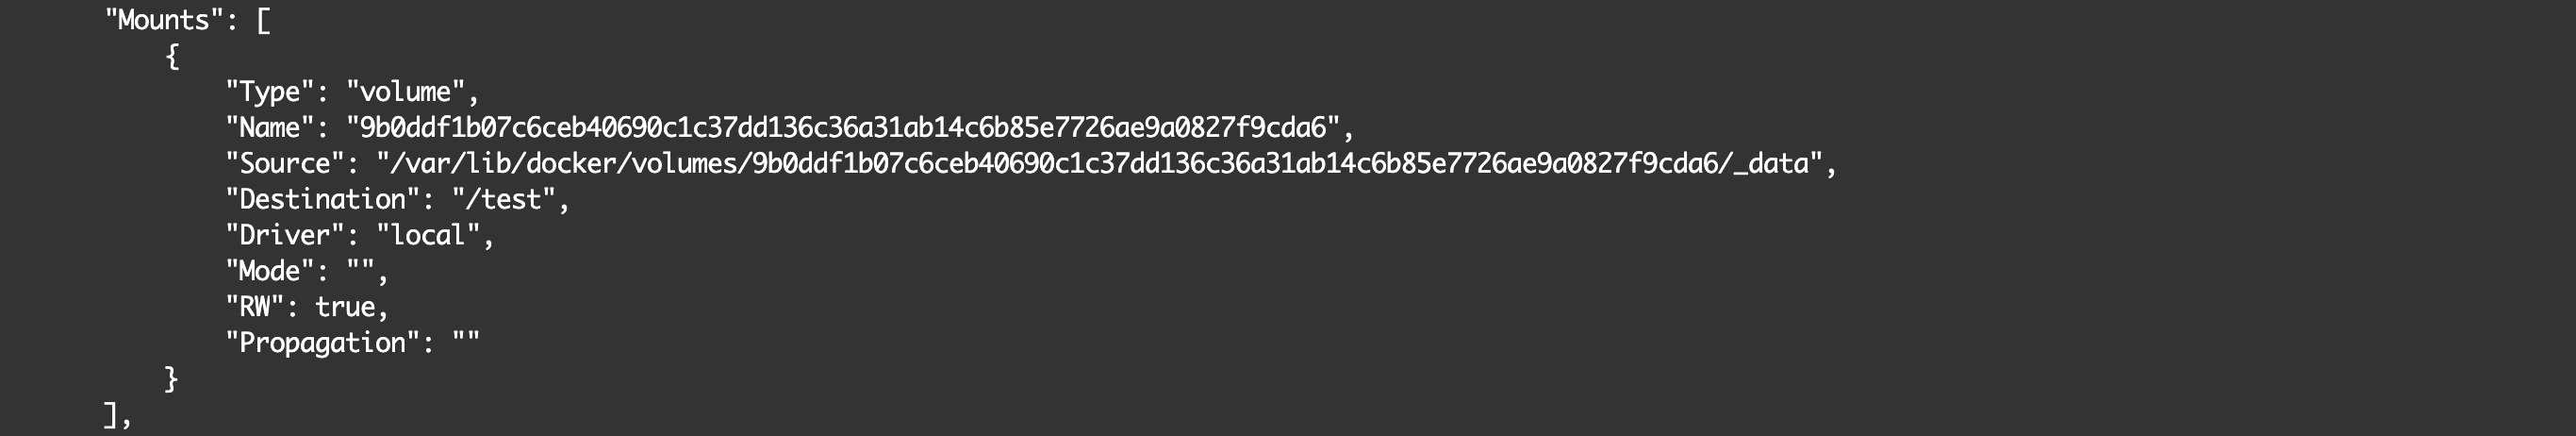 "Mounts": [
{
"Type": "volume",
"Name": "9b0ddf1b07c6ceb40690c1c37dd136c36a31ab14c6b85e7726ae9a0827f9cda6",
"Source": "/var/lib/docker/volumes/9b0ddf1b07c6ceb40690c1c37dd136c36a31ab14c6b85e7726ae9a0827f9cda6/_data",
"Destination": "/test",
"Driver": "local",
"Mode": "",
"RW": true,
"Propagation": ""
}
],